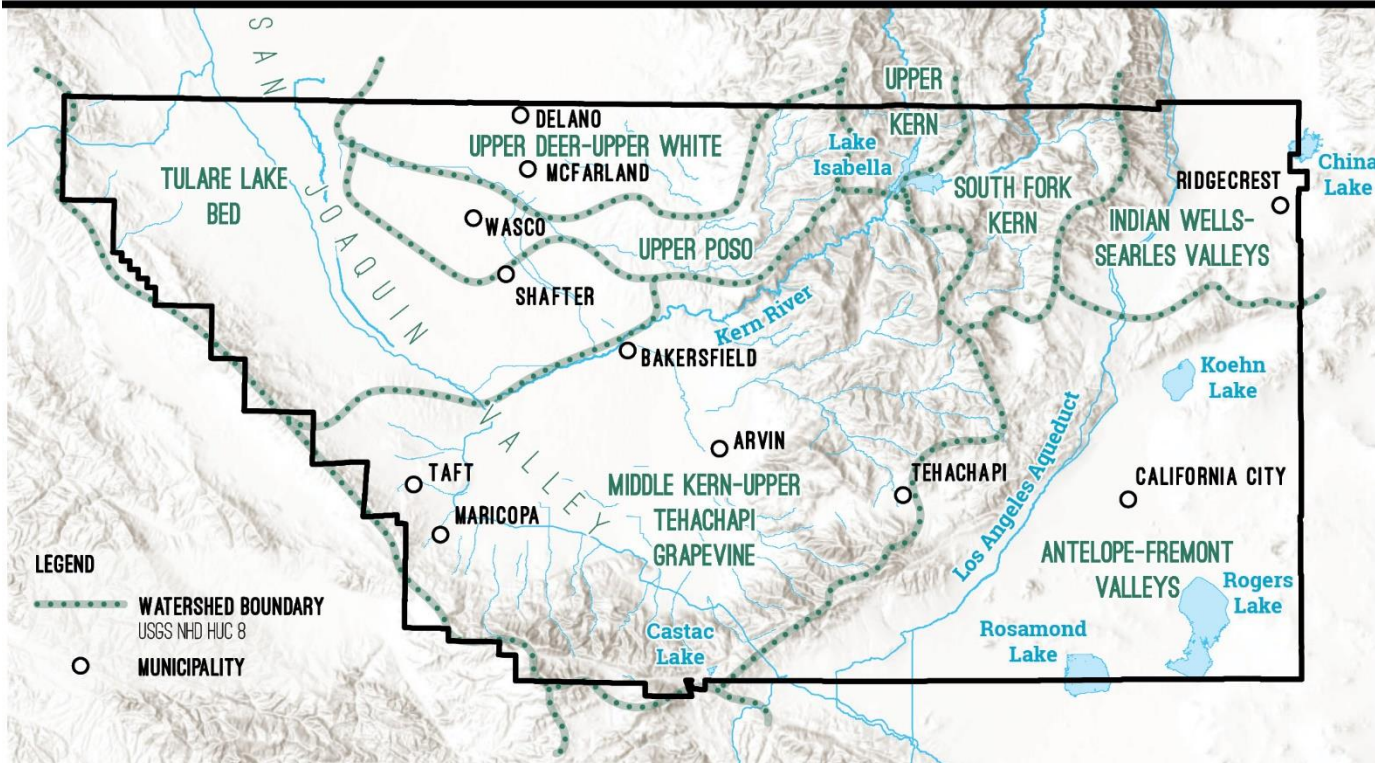 SAN
JOAQUIN
VALLEY
UPPER
KERN
DELANO
UPPER DEER-UPPER WHITE
MCFARLAND
Lake
Isabella
China
Lake
TULARE LAKE
BED
RIDGECREST
SOUTH FORK
KERN
WASCO
INDIAN WELLS-
SEARLES VALLEYS
UPPER POSO
SHAFTER
Kern River
BAKERSFIELD
Koehn
Lake
Los Angeles Aqueduct
ARVIN
TAFT
MIDDLE KERN-UPPER
TEHACHAPI
GRAPEVINE
TEHACHAPI
CALIFORNIA CITY
MARICOPA
ANTELOPE-FREMONT
VALLEYS
Rogers
Lake
Rosamond
Lake
Castac
Lake
LEGEND
WATERSHED BOUNDARY
USGS NHD HUC 8
MUNICIPALITY